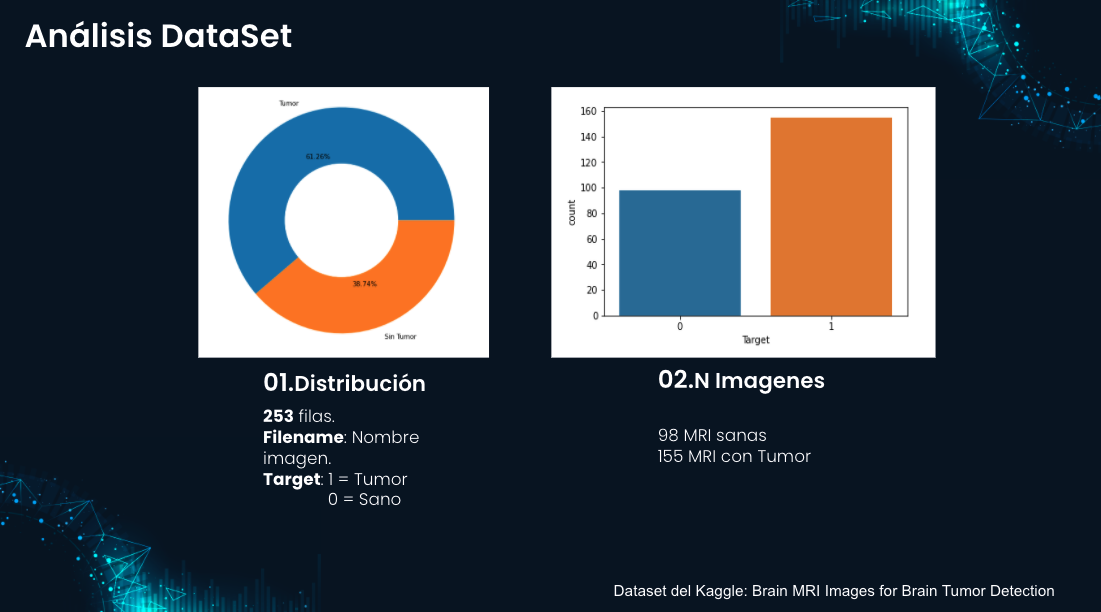 Análisis DataSet
Tumor
61.26%
38.74%
Sin Tumor
160
140
120
100
80
60
40
20
0
count
0
1
Target
01.Distribución
253 filas.
Filename: Nombre
imagen.
Target: 1 = Tumor
0 = Sano
02.N Imagenes
98 MRI sanas
155 MRI con Tumor
Dataset del Kaggle: Brain MRI Images for Brain Tumor Detection